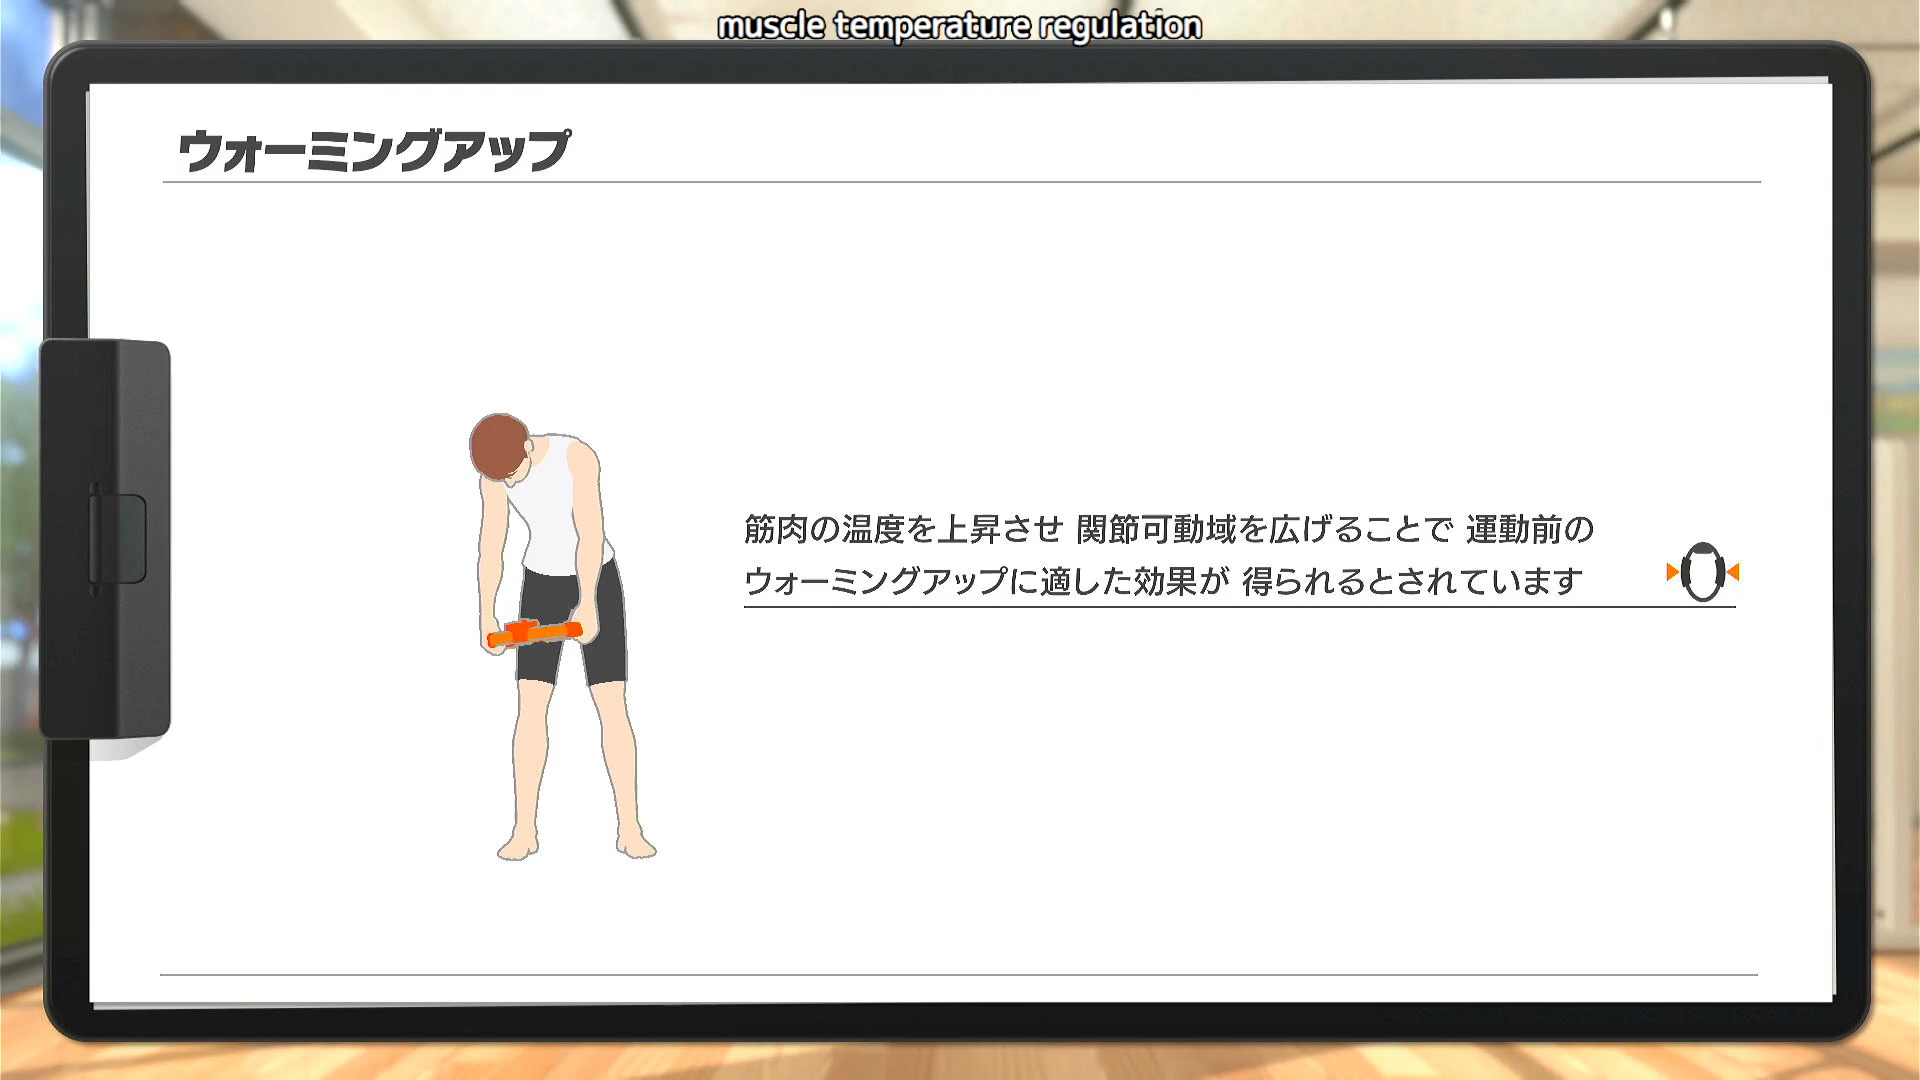 muscle temperature regulation
ウォーミングアップ
筋肉の温度を上昇させ 関節可動域を広げることで 運動前の
ウォーミングアップに適した効果が 得られるとされています